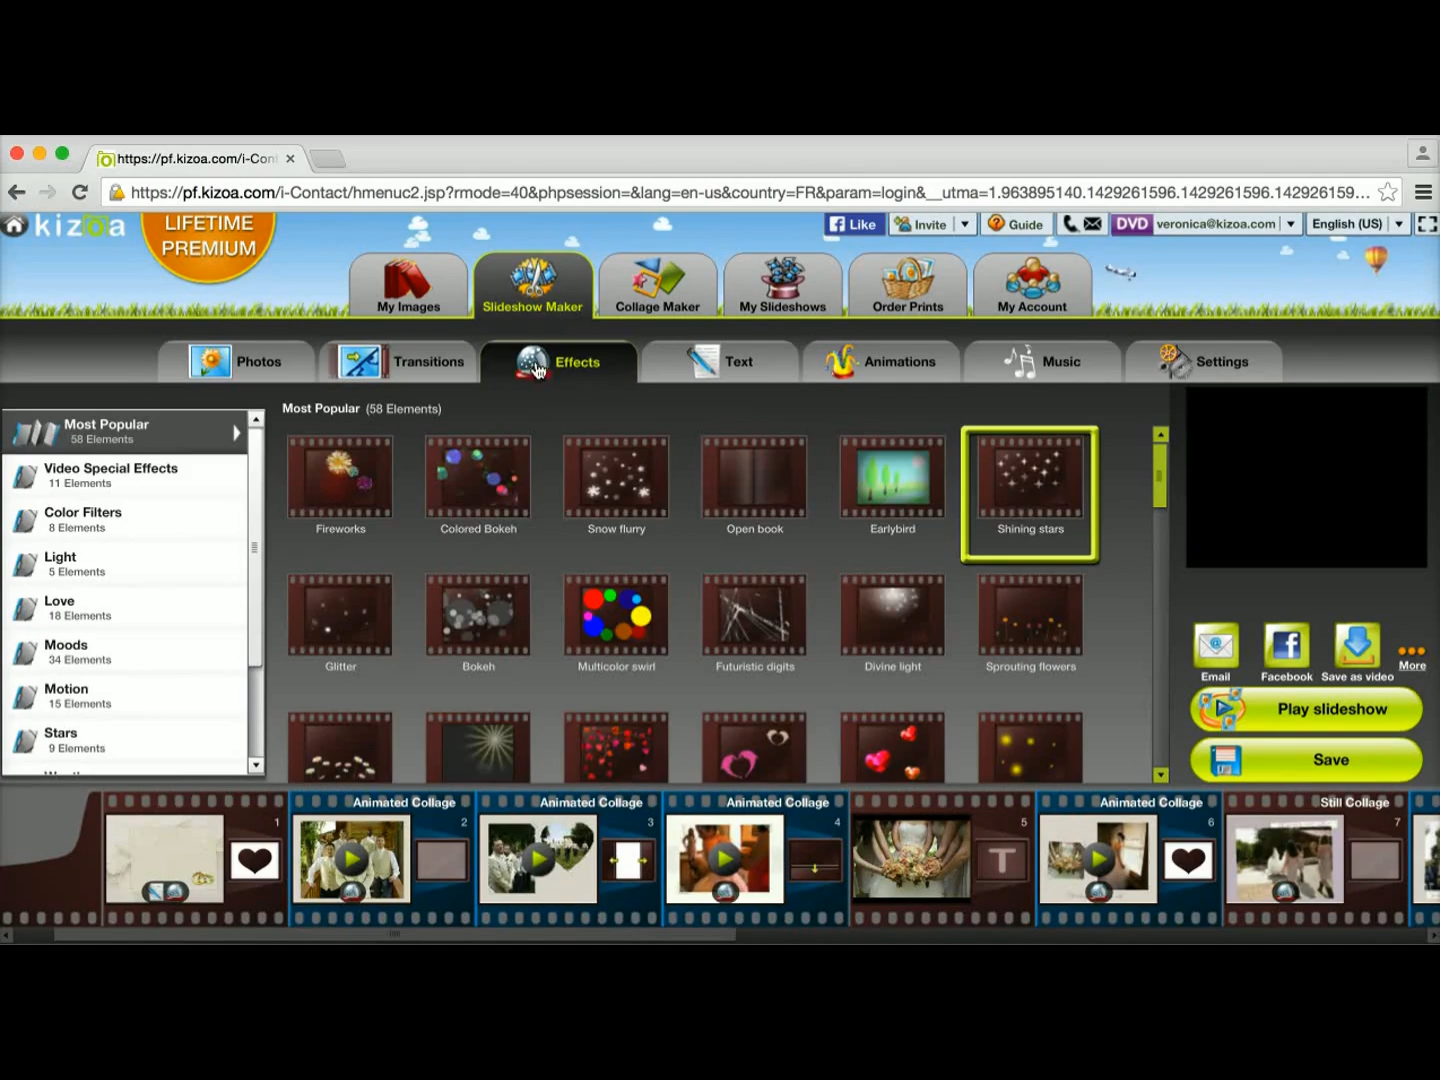 https://pf.kizoa.com/i-Con
https://pf.kizoa.com/i-Contact/hmenuc2.jsp?rmode=40&phpsession=&lang=en-us&country=FR&param=login&__utma=1.963895140.1429261596.1429261596.142926159...
kizoa
LIFETIME
PREMIUM
Like
Invite
Guide
DVD
veronica@kizoa.com
English (US)
My Images
Slideshow Maker
Collage Maker
My Slideshows
Order Prints
My Account
Photos
Transitions
Effects
Text
Animations
Music
Settings
Most Popular
58 Elements
Video Special Effects
11 Elements
Color Filters
8 Elements
Light
5 Elements
Love
18 Elements
Moods
34 Elements
Motion
15 Elements
Stars
9 Elements
Most Popular (58 Elements)
Fireworks
Colored Bokeh
Snow flurry
Open book
Earlybird
Shining stars
Glitter
Bokeh
Multicolor swirl
Futuristic digits
Divine light
Sprouting flowers
Email
Facebook
Save as video
More
Play slideshow
Save
1
Animated Collage
2
Animated Collage
3
Animated Collage
4
5
T
Animated Collage
6
Still Collage
7